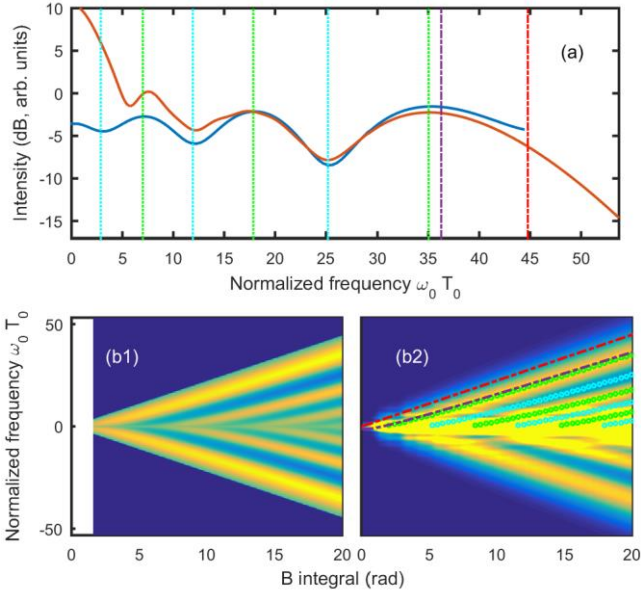 10
5
0
-5
-10
-15
Intensity (dB, arb. units)
(a)
0 5 10 15 20 25 30 35 40 45 50
Normalized frequency ω₀ T₀
50
0
-50
Normalized frequency ω₀ T₀
(b1)
(b2)
0 5 10 15 20
0 5 10 15 20
B integral (rad)